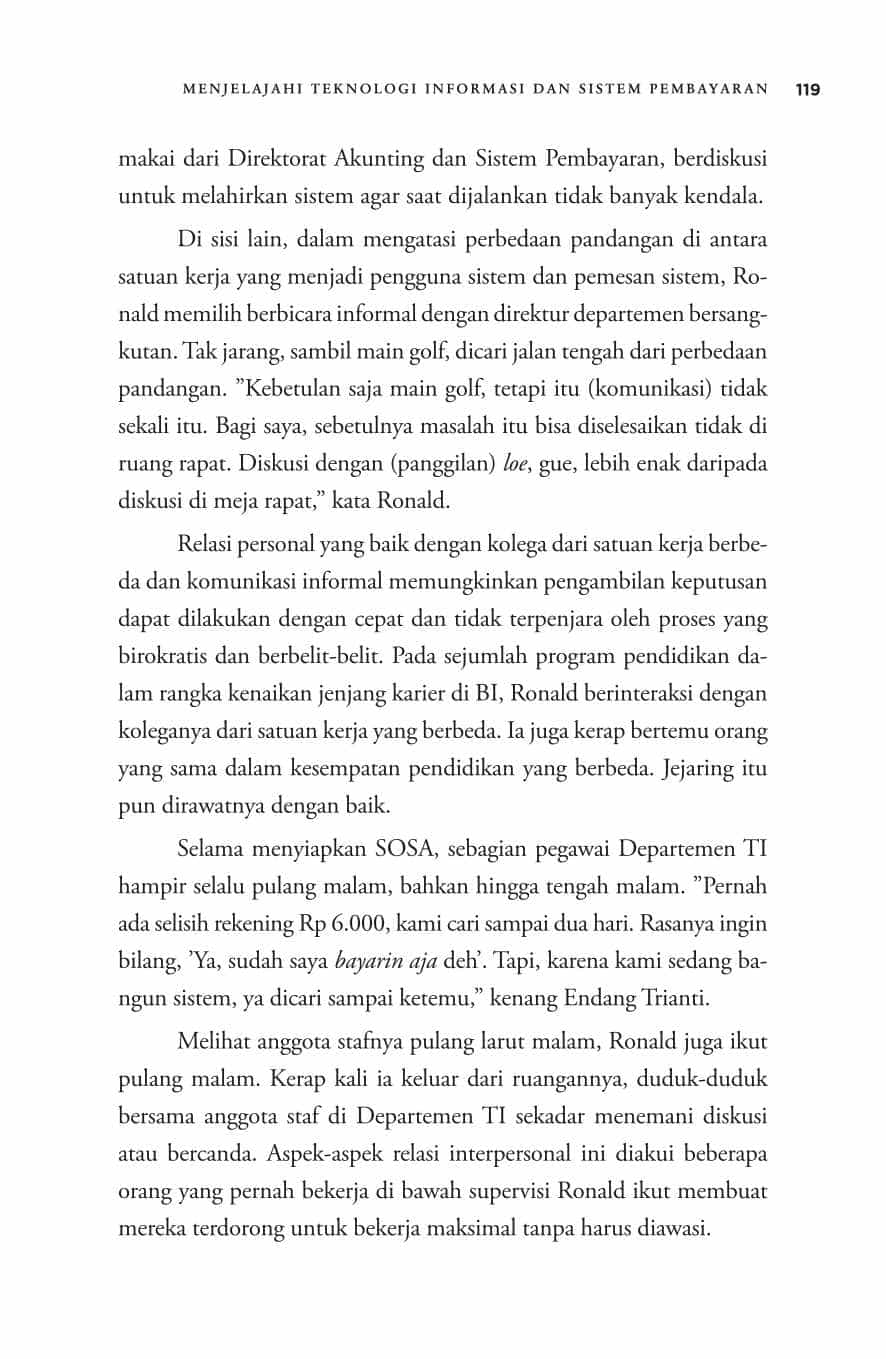 MENJELAJAHI TEKNOLOGI INFORMASI DAN SISTEM PEMBAYARAN 119
makai dari Direktorat Akunting dan Sistem Pembayaran, berdiskusi
untuk melahirkan sistem agar saat dijalankan tidak banyak kendala.
Di sisi lain, dalam mengatasi perbedaan pandangan di antara
satuan kerja yang menjadi pengguna sistem dan pemesan sistem, Ro-
nald memilih berbicara informal dengan direktur departemen bersang-
kutan. Tak jarang, sambil main golf, dicari jalan tengah dari perbedaan
pandangan. ”Kebetulan saja main golf, tetapi itu (komunikasi) tidak
sekali itu. Bagi saya, sebetulnya masalah itu bisa diselesaikan tidak di
ruang rapat. Diskusi dengan (panggilan) loe, gue, lebih enak daripada
diskusi di meja rapat,” kata Ronald.
Relasi personal yang baik dengan kolega dari satuan kerja berbe-
da dan komunikasi informal memungkinkan pengambilan keputusan
dapat dilakukan dengan cepat dan tidak terpenjara oleh proses yang
birokratis dan berbelit-belit. Pada sejumlah program pendidikan da-
lam rangka kenaikan jenjang karier di BI, Ronald berinteraksi dengan
koleganya dari satuan kerja yang berbeda. Ia juga kerap bertemu orang
yang sama dalam kesempatan pendidikan yang berbeda. Jejaring itu
pun dirawatnya dengan baik.
Selama menyiapkan SOSA, sebagian pegawai Departemen TI
hampir selalu pulang malam, bahkan hingga tengah malam. ”Pernah
ada selisih rekening Rp 6.000, kami cari sampai dua hari. Rasanya ingin
bilang, ’Ya, sudah saya bayarin aja deh’. Tapi, karena kami sedang ba-
ngun sistem, ya dicari sampai ketemu,” kenang Endang Trianti.
Melihat anggota stafnya pulang larut malam, Ronald juga ikut
pulang malam. Kerap kali ia keluar dari ruangannya, duduk-duduk
bersama anggota staf di Departemen TI sekadar menemani diskusi
atau bercanda. Aspek-aspek relasi interpersonal ini diakui beberapa
orang yang pernah bekerja di bawah supervisi Ronald ikut membuat
mereka terdorong untuk bekerja maksimal tanpa harus diawasi.